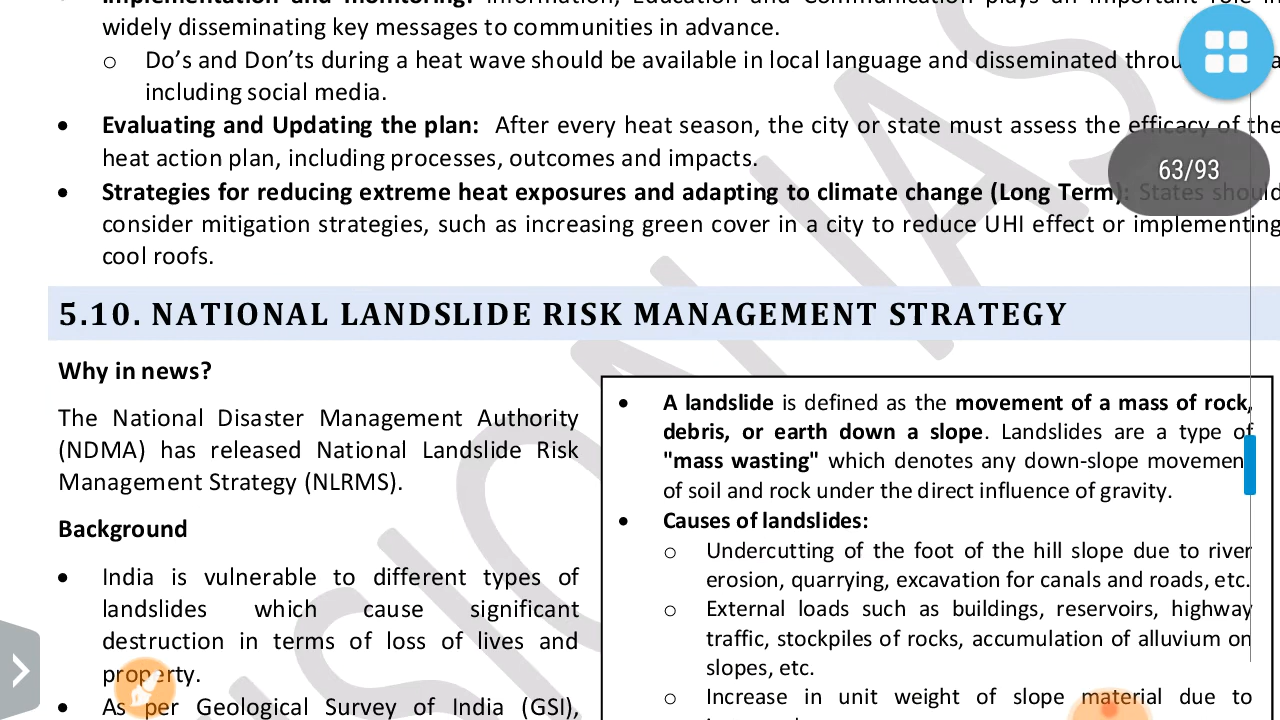 widely disseminating key messages to communities in advance.
o Do's and Don'ts during a heat wave should be available in local language and disseminated
including social media.
• Evaluating and Updating the plan: After every heat season, the city or state must assess the efficacy of the
heat action plan, including processes, outcomes and impacts.
• Strategies for reducing extreme heat exposures and adapting to climate change (Long Term): States should
consider mitigation strategies, such as increasing green cover in a city to reduce UHI effect or implementing
cool roofs.
63/93
5.10. NATIONAL LANDSLIDE RISK MANAGEMENT STRATEGY
Why in news?
The National Disaster Management Authority
(NDMA) has released National Landslide Risk
Management Strategy (NLRMS).
Background
• India is vulnerable to different types of
landslides which cause significant
destruction in terms of loss of lives and
property.
• As per Geological Survey of India (GSI),
• A landslide is defined as the movement of a mass of rock,
debris, or earth down a slope. Landslides are a type of
"mass wasting" which denotes any down-slope movement
of soil and rock under the direct influence of gravity.
• Causes of landslides:
o Undercutting of the foot of the hill slope due to river
erosion, quarrying, excavation for canals and roads, etc.
o External loads such as buildings, reservoirs, highway
traffic, stockpiles of rocks, accumulation of alluvium on
slopes, etc.
o Increase in unit weight of slope material due to